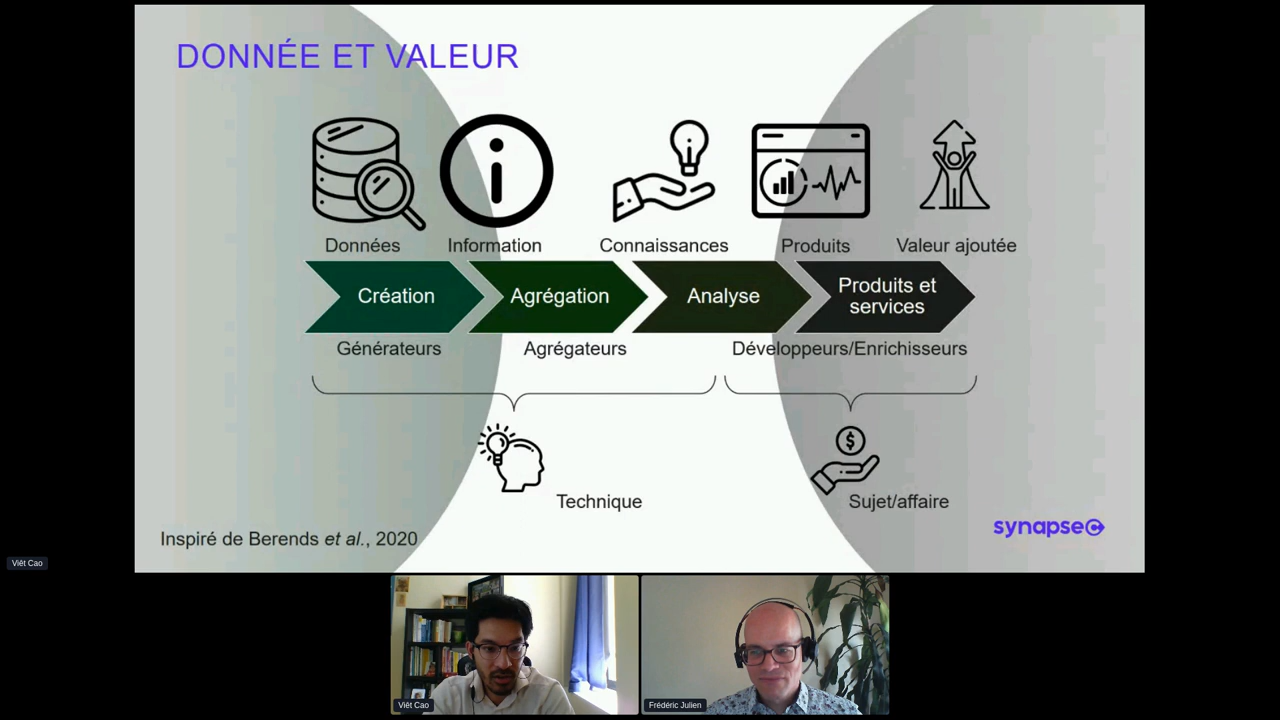 DONNÉE ET VALEUR
Données
Information
Connaissances
Produits
Valeur ajoutée
Création
Agrégation
Analyse
Produits et
services
Générateurs
Agrégateurs
Développeurs/Enrichisseurs
$
Technique
Sujet/affaire
Inspiré de Berends et al., 2020
synapsec
Viêt Cao
Viêt Cao
Frédéric Julien